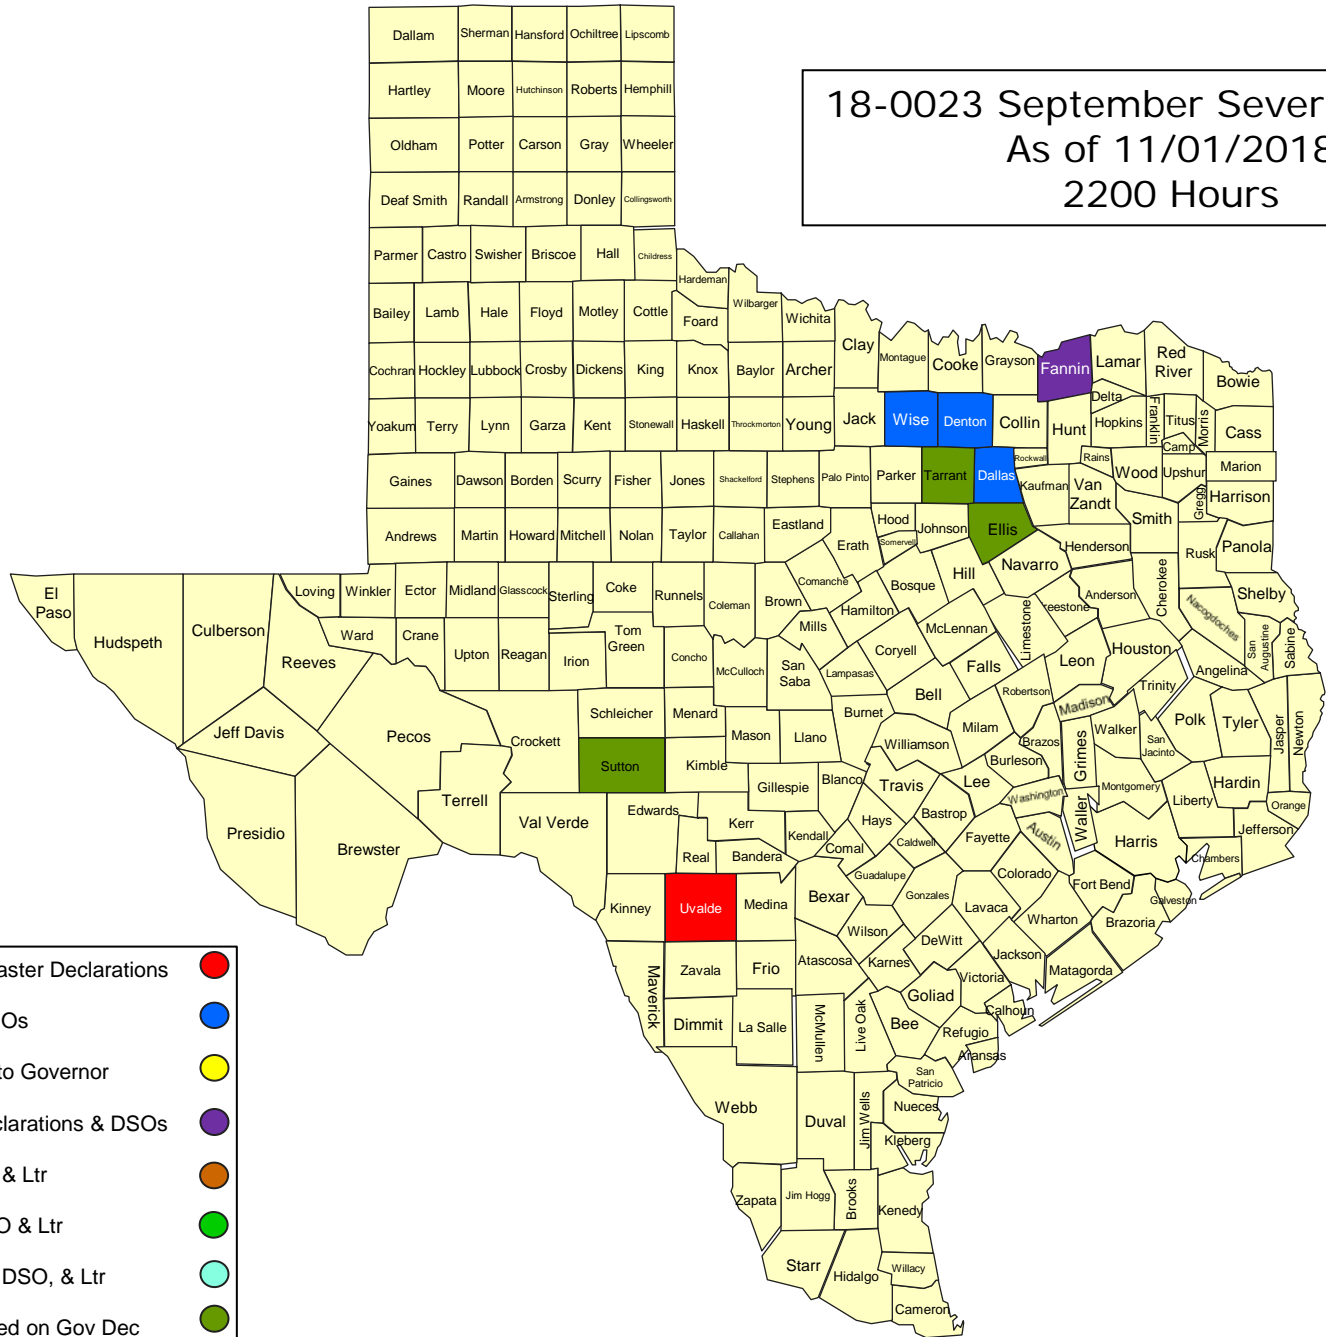 18-0023 September Sever
As of 11/01/2018
2200 Hours
Dallam Sherman Hansford Ochiltree Lipscomb
Hartley Moore Hutchinson Roberts Hemphill
Oldham Potter Carson Gray Wheeler
Deaf Smith Randall Armstrong Donley Collingsworth
Parmer Castro Swisher Briscoe Hall Childress
Hardeman
Bailey Lamb Hale Floyd Motley Cottle Foard Wilbarger Wichita
Clay Montague Cooke Grayson Fannin Lamar Red
River
Bowie
Cochran Hockley Lubbock Crosby Dickens King Knox Baylor Archer
Delta
Yoakum Terry Lynn Garza Kent Stonewall Haskell Throckmorton Young Jack Wise Denton Collin Hunt Hopkins Franklin Titus Morris Cass
Camp
Gaines Dawson Borden Scurry Fisher Jones Shackelford Stephens Palo Pinto Parker Tarrant Dallas Rockwall Kaufman Rains Van
Zandt
Wood Upshur Marion
Gregg Harrison
Andrews Martin Howard Mitchell Nolan Taylor Callahan Eastland Erath Hood Somervell Johnson Ellis Henderson Smith Rusk Panola
El
Paso
Hudspeth Culberson Loving Winkler Ector Midland Glasscock Sterling Coke Runnels Coleman Brown Comanche Hamilton Bosque Hill Navarro Freestone Anderson Cherokee Nacogdoches Shelby
Reeves Ward Crane Upton Reagan Irion Tom
Green
Concho McCulloch San
Saba
Mills Lampasas Coryell McLennan Limestone Falls Leon Houston Angelina San
Augustine
Sabine
Jeff Davis Pecos Crockett Schleicher Menard Mason Llano Burnet Bell Milam Robertson Madison Trinity Walker San
Jacinto
Polk Tyler Jasper Newton
Presidio Brewster Terrell Val Verde Sutton Kimble Gillespie Blanco Williamson Travis Lee Burleson Brazos Grimes Washington Montgomery Liberty Hardin Orange
Edwards Kerr Real Bandera Kendall Comal Hays Caldwell Bastrop Fayette Austin Waller Harris Chambers Jefferson
Kinney Uvalde Medina Bexar Guadalupe Gonzales Lavaca Colorado Fort Bend Galveston
Wilson Wharton Brazoria
Maverick Zavala Frio Atascosa Karnes DeWitt Jackson Matagorda
Dimmit La Salle McMullen Live Oak Bee Goliad Victoria Calhoun Refugio Aransas
San
Patricio
Webb Duval Jim Wells Nueces Kleberg
Zapata Jim Hogg Brooks Kenedy
Starr Hidalgo Willacy
Cameron
aster Declarations
Os
to Governor
clarations & DSOs
& Ltr
O & Ltr
DSO, & Ltr
ed on Gov Dec